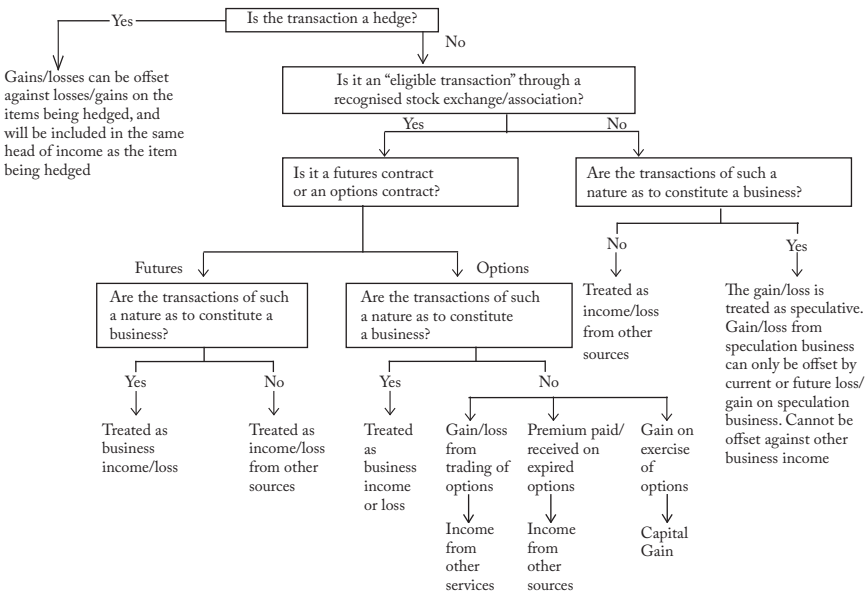 Is the transaction a hedge?
Yes
No
Gains/losses can be offset
against losses/gains on the
items being hedged, and
will be included in the same
head of income as the item
being hedged
Is it an “eligible transaction” through a
recognised stock exchange/association?
Yes
No
Is it a futures contract
or an options contract?
Are the transactions of such a
nature as to constitute a business?
No
Yes
Futures
Options
Are the transactions of such
a nature as to constitute a
business?
Are the transactions of such
a nature as to constitute
a business?
Treated as
income/loss
from other
sources
The gain/loss is
treated as speculative.
Gain/loss from
speculation business
can only be offset by
current or future loss/
gain on speculation
business. Cannot be
offset against other
business income
Yes
No
Yes
No
Treated as
business
income/loss
Treated as
income/loss
from other
sources
Treated
as
business
income
or loss
Gain/loss
from
trading of
options
Premium paid/
received on
expired
options
Gain on
exercise
of
options
Income
from
other
services
Income
from
other
sources
Capital
Gain